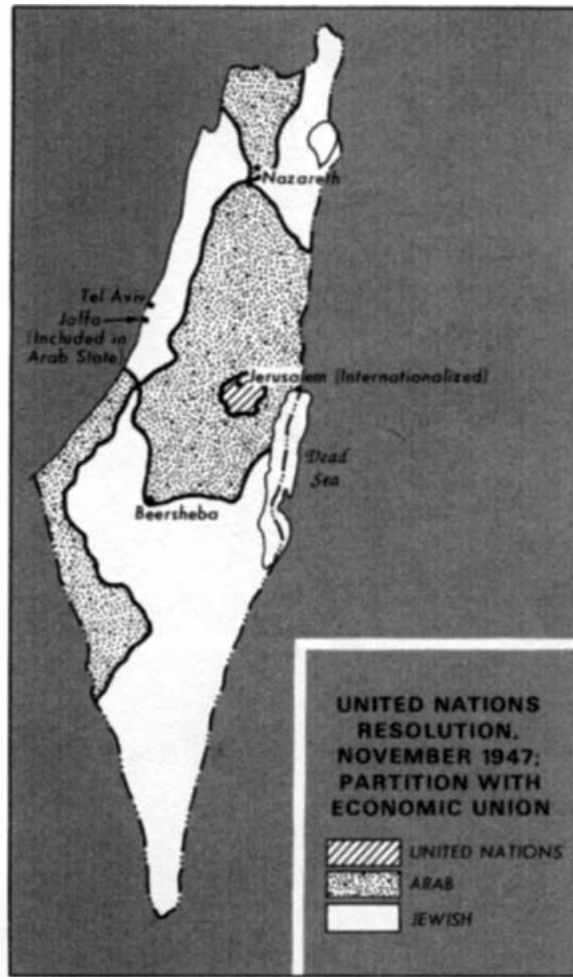 Nazareth
Tel Aviv
Jaffa
(Included in
Arab State)
Jerusalem (Internationalized)
Dead
Sea
Beersheba
UNITED NATIONS
RESOLUTION,
NOVEMBER 1947;
PARTITION WITH
ECONOMIC UNION
UNITED NATIONS
ARAB
JEWISH